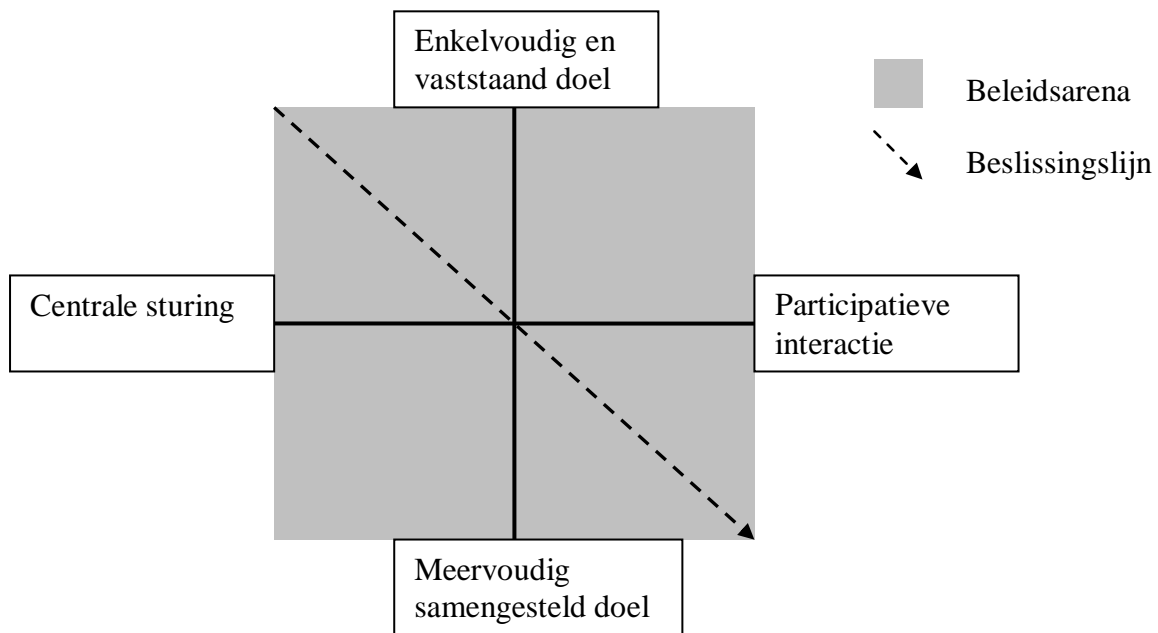 Enkelvoudig en
vaststaand doel
Beleidsarena
Beslissingslijn
Centrale sturing
Participatieve
interactie
Meervoudig
samengesteld doel